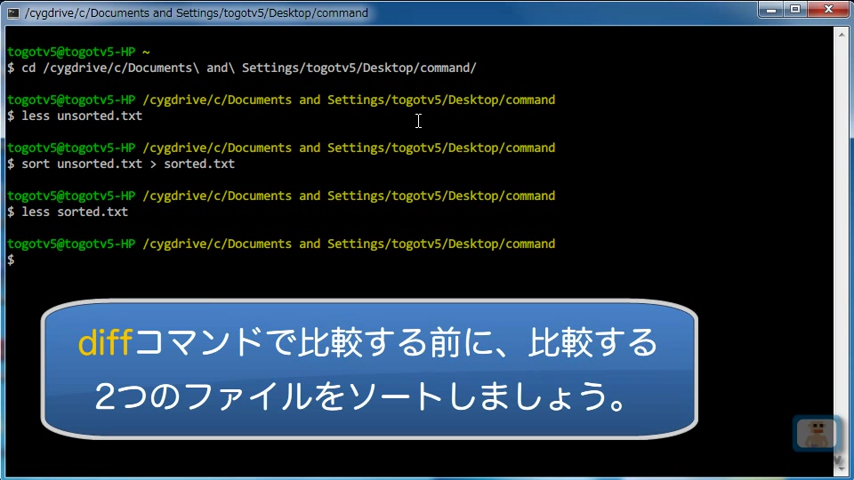 /cygdrive/c/Documents and Settings/togotv5/Desktop/command
togotv5@togotv5-HP ~
$ cd /cygdrive/c/Documents\ and\ Settings/togotv5/Desktop/command/
togotv5@togotv5-HP /cygdrive/c/Documents and Settings/togotv5/Desktop/command
$ less unsorted.txt
togotv5@togotv5-HP /cygdrive/c/Documents and Settings/togotv5/Desktop/command
$ sort unsorted.txt > sorted.txt
togotv5@togotv5-HP /cygdrive/c/Documents and Settings/togotv5/Desktop/command
$ less sorted.txt
togotv5@togotv5-HP /cygdrive/c/Documents and Settings/togotv5/Desktop/command
$
diffコマンドで比較する前に、比較する
2つのファイルをソートしましょう。